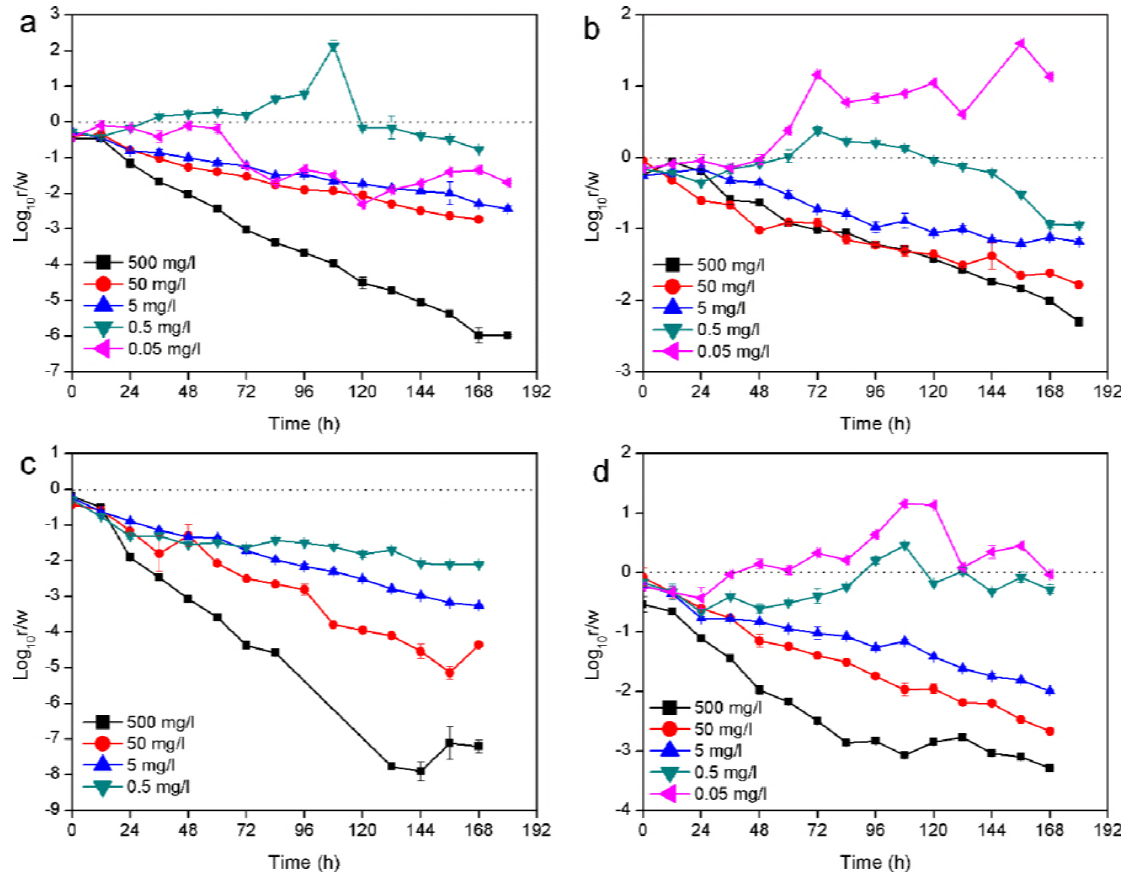 a
Log10 r/w
3
2
1
0
-1
-2
-3
-4
-5
-6
-7
500 mg/l
50 mg/l
5 mg/l
0.5 mg/l
0.05 mg/l
0 24 48 72 96 120 144 168 192
Time (h)
b
Log10 r/w
2
1
0
-1
-2
-3
500 mg/l
50 mg/l
5 mg/l
0.5 mg/l
0.05 mg/l
0 24 48 72 96 120 144 168 192
Time (h)
c
Log10 r/w
1
0
-1
-2
-3
-4
-5
-6
-7
-8
-9
500 mg/l
50 mg/l
5 mg/l
0.5 mg/l
0 24 48 72 96 120 144 168 192
Time (h)
d
Log10 r/w
2
1
0
-1
-2
-3
-4
500 mg/l
50 mg/l
5 mg/l
0.5 mg/l
0.05 mg/l
0 24 48 72 96 120 144 168 192
Time (h)